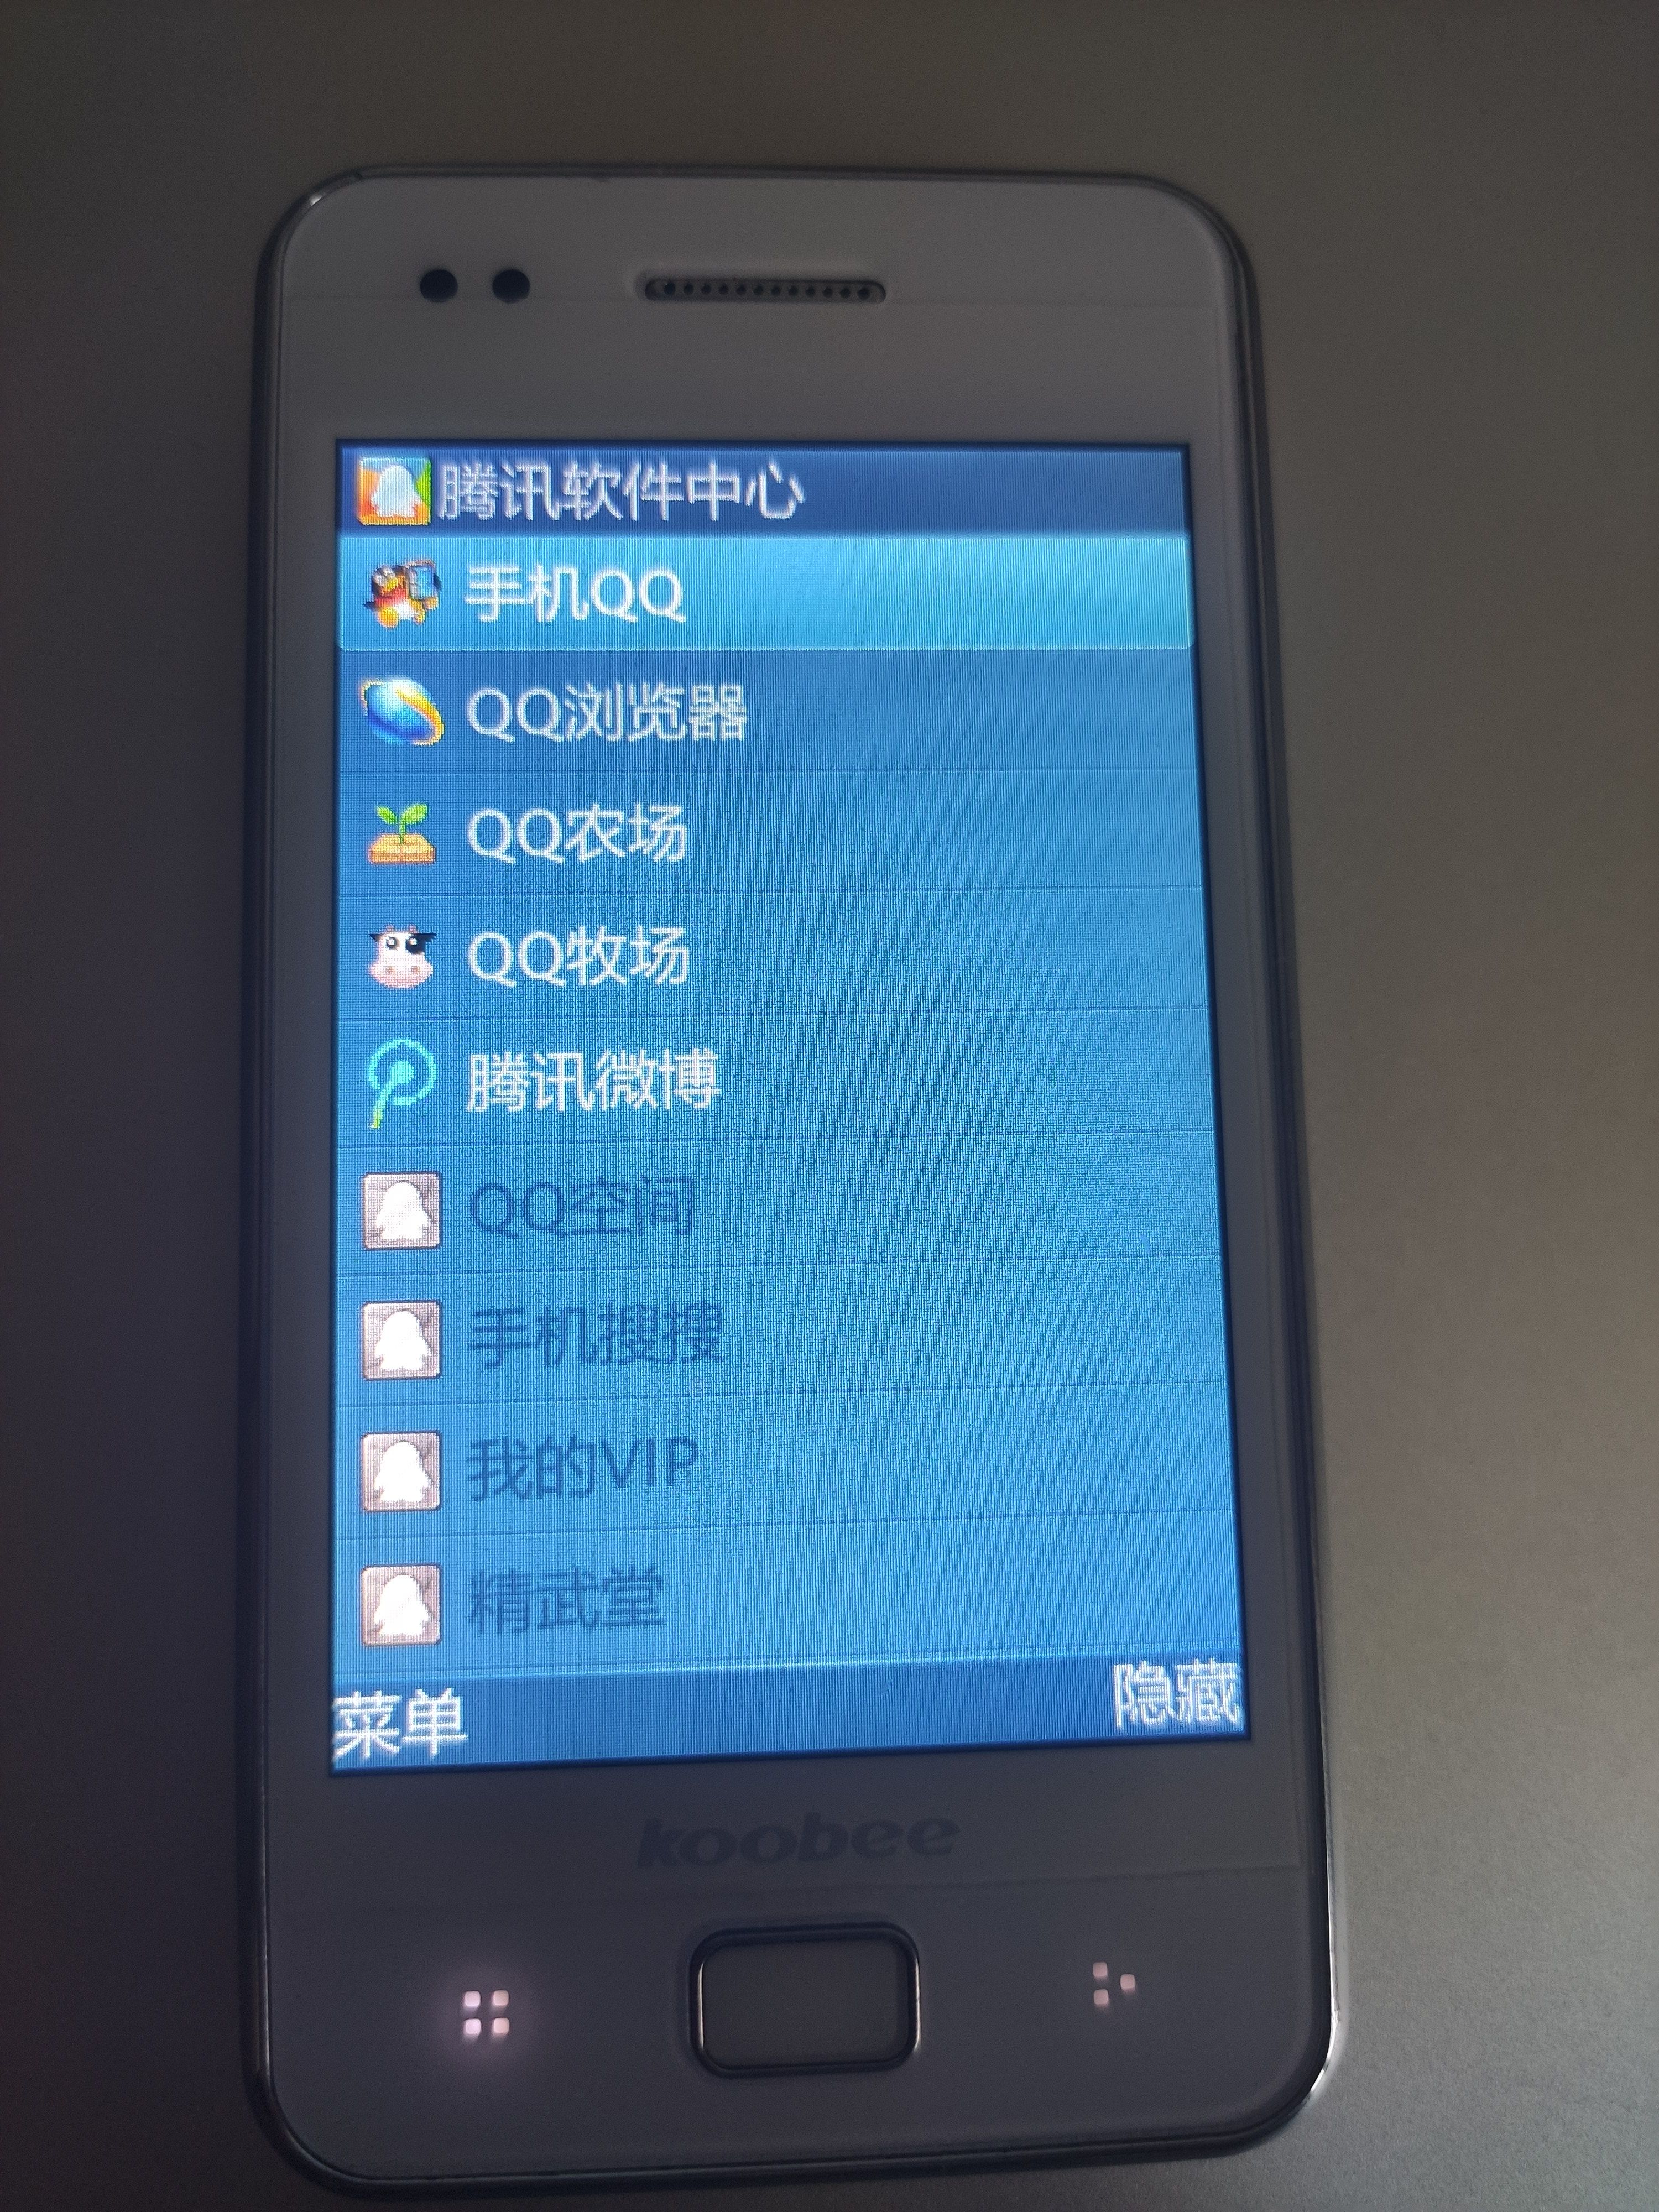 腾讯软件中心
手机QQ
QQ浏览器
QQ农场
QQ牧场
腾讯微博
QQ空间
手机搜搜
我的VIP
精武堂
菜单
隐藏
koobee